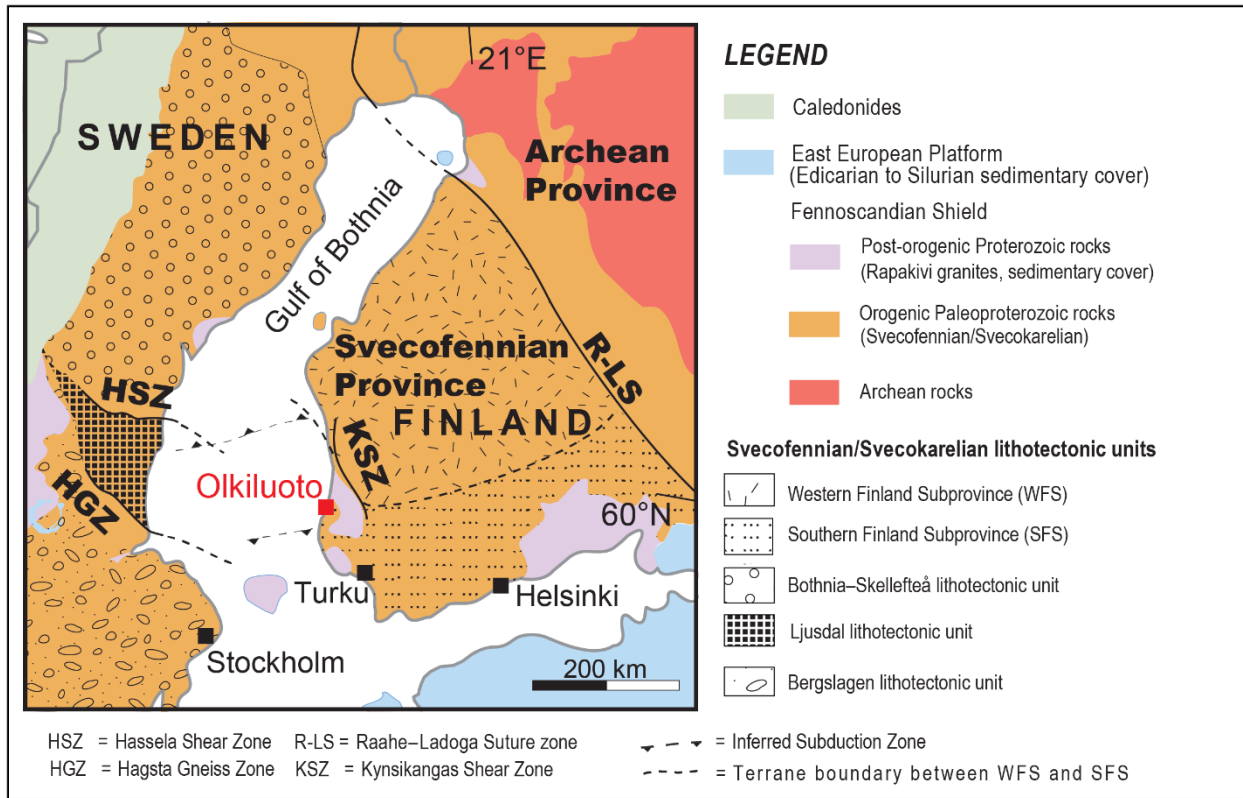 21°E
SWEDEN
Archean
Province
Gulf of Bothnia
Svecofennian
Province
R-LS
FINLAND
HSZ
KSZ
Olkiluoto
HGZ
60°N
Turku
Helsinki
Stockholm
200 km
LEGEND
Caledonides
East European Platform
(Edicarian to Silurian sedimentary cover)
Fennoscandian Shield
Post-orogenic Proterozoic rocks
(Rapakivi granites, sedimentary cover)
Orogenic Paleoproterozoic rocks
(Svecofennian/Svecokarelian)
Archean rocks
Svecofennian/Svecokarelian lithotectonic units
Western Finland Subprovince (WFS)
Southern Finland Subprovince (SFS)
Bothnia–Skellefteå lithotectonic unit
Ljusdal lithotectonic unit
Bergslagen lithotectonic unit
HSZ = Hassela Shear Zone R-LS = Raahe–Ladoga Suture zone = Inferred Subduction Zone
HGZ = Hagsta Gneiss Zone KSZ = Kynsikangas Shear Zone = Terrane boundary between WFS and SFS